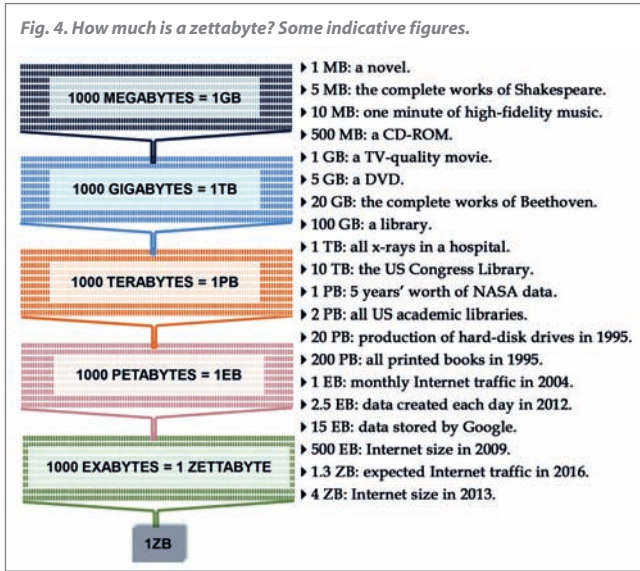 Fig. 4. How much is a zettabyte? Some indicative figures.
1000 MEGABYTES = 1GB
1000 GIGABYTES = 1TB
1000 TERABYTES = 1PB
1000 PETABYTES = 1EB
1000 EXABYTES = 1 ZETTABYTE
1ZB
1 MB: a novel.
5 MB: the complete works of Shakespeare.
10 MB: one minute of high-fidelity music.
500 MB: a CD-ROM.
1 GB: a TV-quality movie.
5 GB: a DVD.
20 GB: the complete works of Beethoven.
100 GB: a library.
1 TB: all x-rays in a hospital.
10 TB: the US Congress Library.
1 PB: 5 years' worth of NASA data.
2 PB: all US academic libraries.
20 PB: production of hard-disk drives in 1995.
200 PB: all printed books in 1995.
1 EB: monthly Internet traffic in 2004.
2.5 EB: data created each day in 2012.
15 EB: data stored by Google.
500 EB: Internet size in 2009.
1.3 ZB: expected Internet traffic in 2016.
4 ZB: Internet size in 2013.